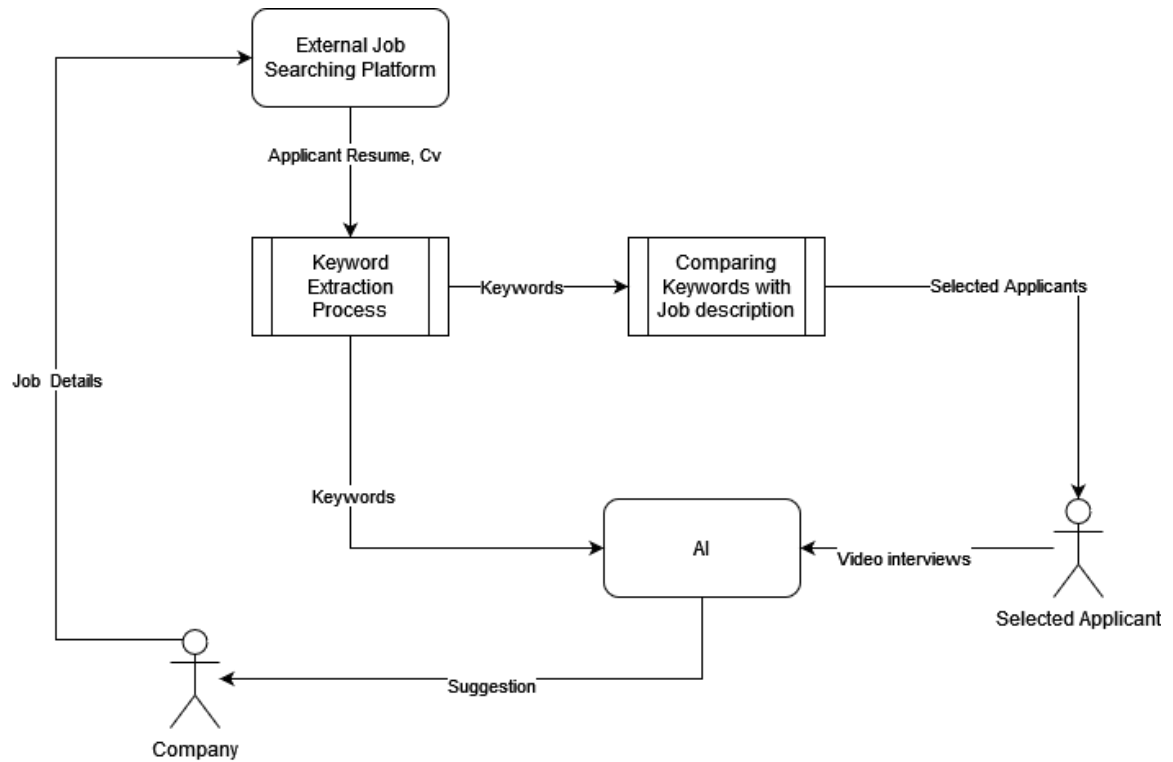 External Job
Searching Platform
Applicant Resume, Cv
Keyword
Extraction
Process
Keywords
Comparing
Keywords with
Job description
Selected Applicants
Job Details
Keywords
AI
Video interviews
Selected Applicant
Suggestion
Company